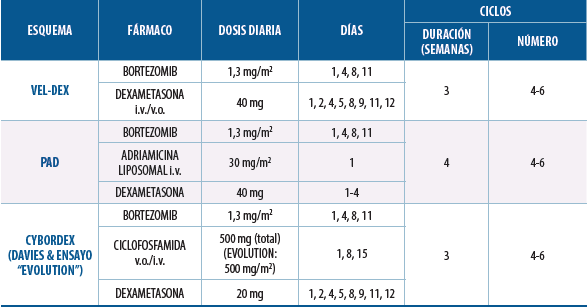 ESQUEMA FÁRMACO DOSIS DIARIA DÍAS CICLOS
DURACIÓN (SEMANAS) NÚMERO
VEL-DEX
BORTEZOMIB 1,3 mg/m² 1, 4, 8, 11
DEXAMETASONA
i.v./v.o.
40 mg 1, 2, 4, 5, 8, 9, 11, 12
3 4-6
PAD
BORTEZOMIB 1,3 mg/m² 1, 4, 8, 11
ADRIAMICINA
LIPOSOMAL i.v.
30 mg/m² 1
DEXAMETASONA 40 mg 1-4
4 4-6
CYBORDEX
(DAVIES & ENSAYO
“EVOLUTION”)
BORTEZOMIB 1,3 mg/m² 1, 4, 8, 11
CICLOFOSFAMIDA
v.o./i.v.
500 mg (total)
(EVOLUTION:
500 mg/m²)
1, 8, 15
DEXAMETASONA 20 mg 1, 2, 4, 5, 8, 9, 11, 12
3 4-6